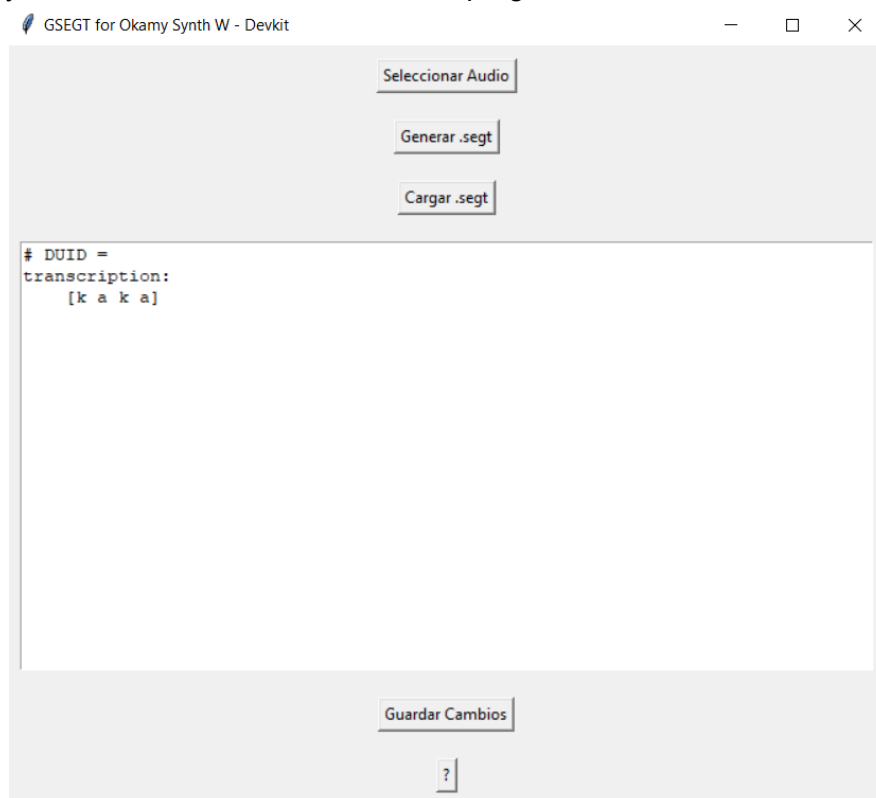 GSEGT for Okamy Synth W - Devkit
Seleccionar Audio
Generar .segt
Cargar .segt
# DUID =
transcription:
    [k a k a]
Guardar Cambios
?